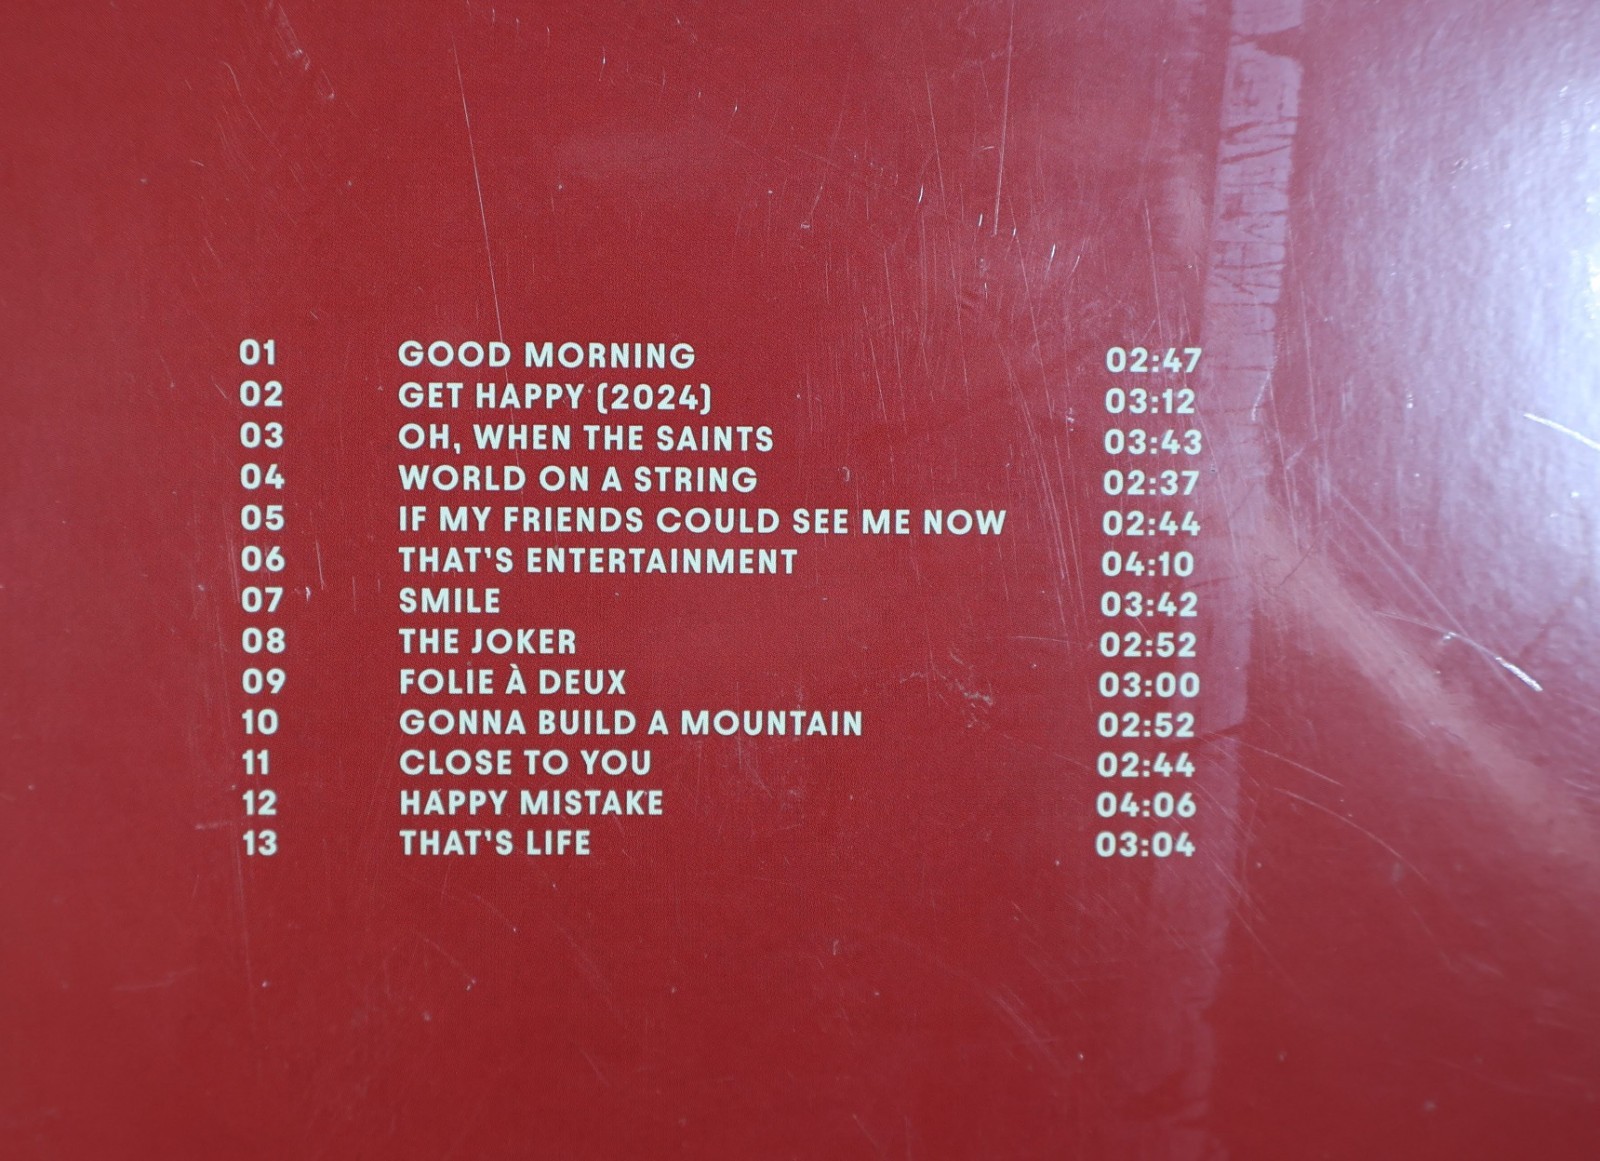 01 GOOD MORNING 02:47
02 GET HAPPY (2024) 03:12
03 OH, WHEN THE SAINTS 03:43
04 WORLD ON A STRING 02:37
05 IF MY FRIENDS COULD SEE ME NOW 02:44
06 THAT'S ENTERTAINMENT 04:10
07 SMILE 03:42
08 THE JOKER 02:52
09 FOLIE À DEUX 03:00
10 GONNA BUILD A MOUNTAIN 02:52
11 CLOSE TO YOU 02:44
12 HAPPY MISTAKE 04:06
13 THAT'S LIFE 03:04